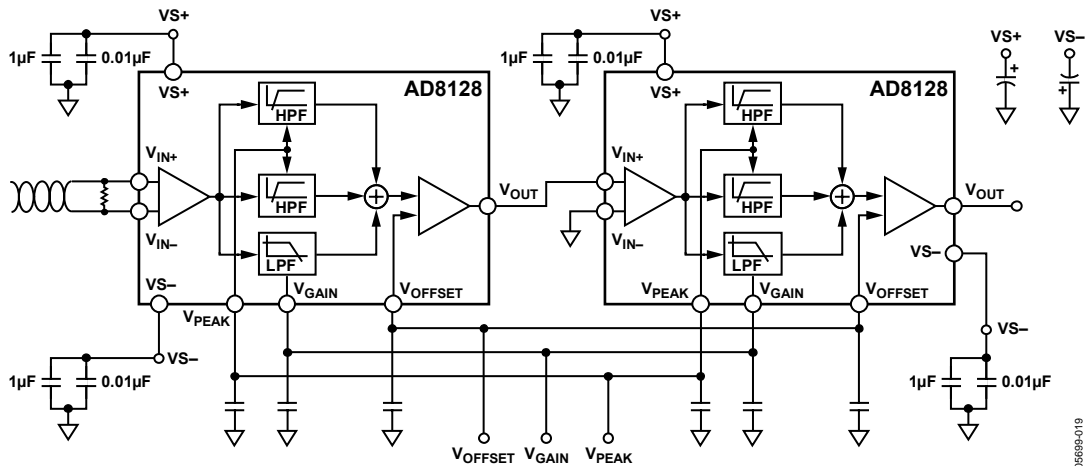 VS+
1µF
0.01µF
VS+
AD8128
HPF
VIN+
HPF
VIN–
LPF
VOUT
VS–
VPEAK
VGAIN
VOFFSET
VS–
1µF
0.01µF
VS+
1µF
0.01µF
VS+
AD8128
HPF
VIN+
HPF
VIN–
LPF
VOUT
VS–
VPEAK
VGAIN
VOFFSET
VS–
1µF
0.01µF
VS+
+
VS–
+
VOFFSET VGAIN VPEAK
05699-019